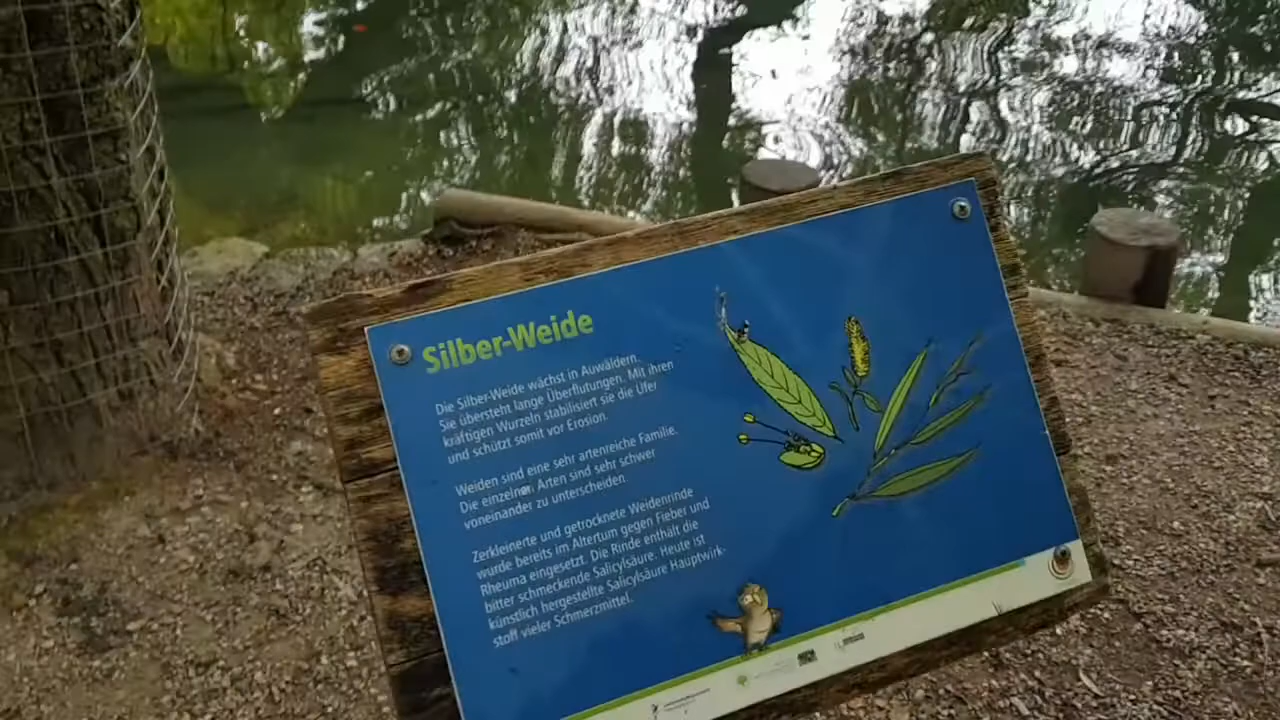 Silber-Weide
Die Silber-Weide wächst in Auwäldern.
Sie übersteht lange Überflutungen. Mit ihren
kräftigen Wurzeln stabilisiert sie die Ufer
und schützt somit vor Erosion.
Weiden sind eine sehr artenreiche Familie.
Die einzelnen Arten sind sehr schwer
voneinander zu unterscheiden.
Zerkleinerte und getrocknete Weidenrinde
wurde bereits im Altertum gegen Fieber und
Rheuma eingesetzt. Die Rinde enthält die
bitter schmeckende Salicylsäure. Heute ist
künstlich hergestellte Salicylsäure Hauptwirk-
stoff vieler Schmerzmittel.